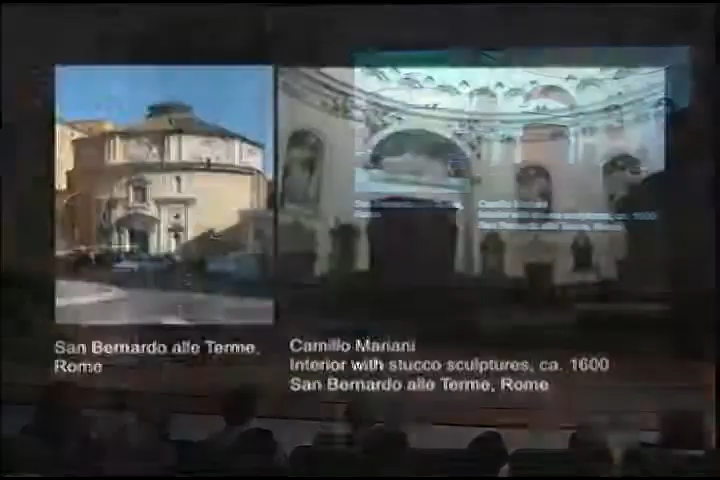 San Bernardo alle Terme,
Rome
Camillo Mariani
Interior with stucco sculptures, ca. 1600
San Bernardo alle Terme, Rome